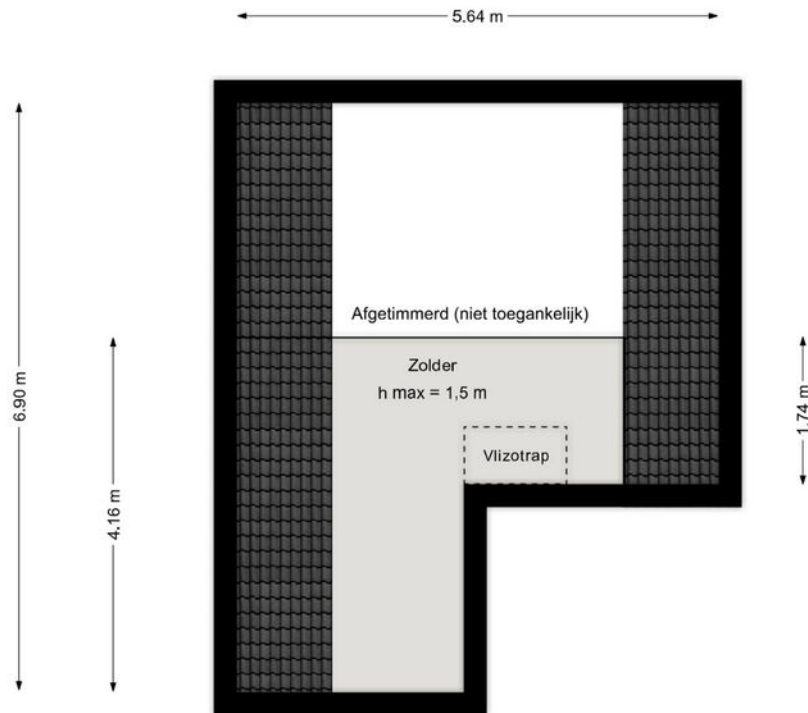 5.64 m
Afgetimmerd (niet toegankelijk)
Zolder
h max = 1,5 m
6.90 m
1.74 m
Vlizotrap
4.16 m